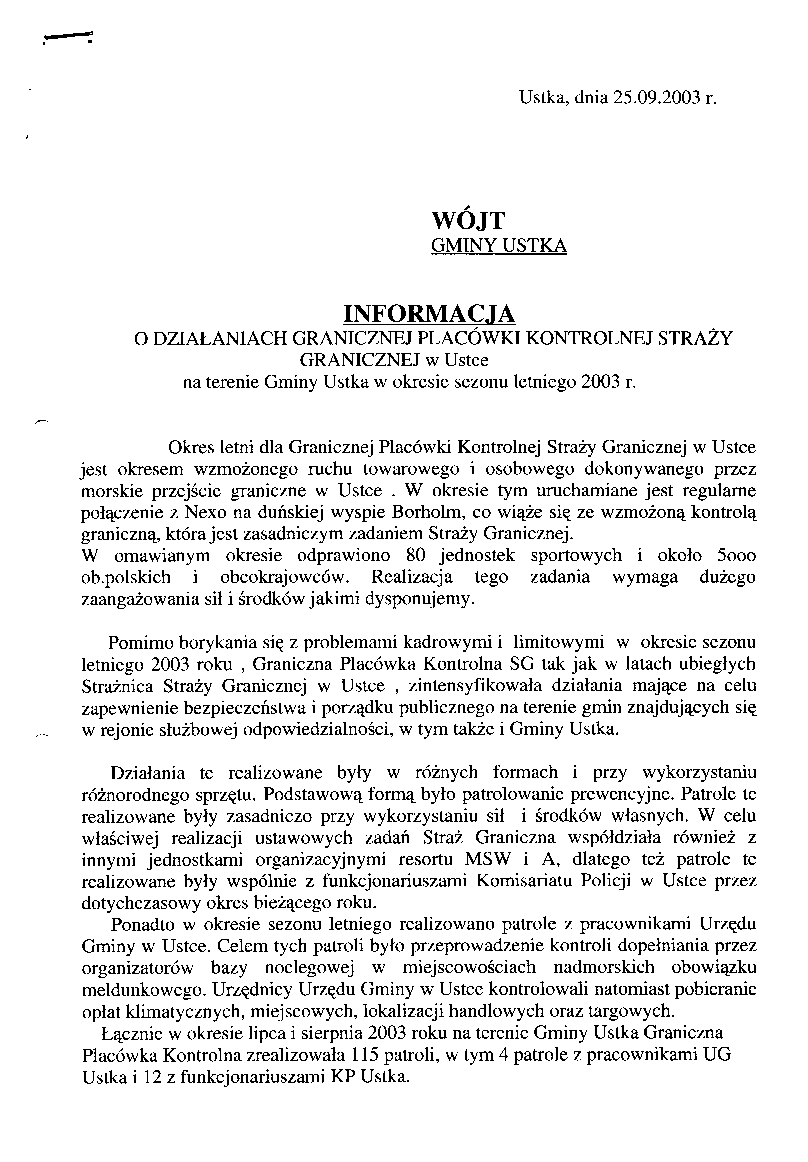 Ustka, dnia 25.09.2003 r.
WÓJT
GMINY USTKA
INFORMACJA
O DZIAŁANIACH GRANICZNEJ PLACÓWKI KONTROLNEJ STRAŻY
GRANICZNEJ w Ustce
na terenie Gminy Ustka w okresie sezonu letniego 2003 r.
Okres letni dla Granicznej Placówki Kontrolnej Straży Granicznej w Ustce
jest okresem wzmożonego ruchu towarowego i osobowego dokonywanego przez
morskie przejście graniczne w Ustce . W okresie tym uruchamiane jest regularne
połączenie z Nexo na duńskiej wyspie Borholm, co wiąże się ze wzmożoną kontrolą
graniczną, która jest zasadniczym zadaniem Straży Granicznej.
W omawianym okresie odprawiono 80 jednostek sportowych i około 5ooo
ob.polskich i obcokrajowców. Realizacja tego zadania wymaga dużego
zaangażowania sił i środków jakimi dysponujemy.
Pomimo borykania się z problemami kadrowymi i limitowymi w okresie sezonu
letniego 2003 roku , Graniczna Placówka Kontrolna SG tak jak w latach ubiegłych
Strażnica Straży Granicznej w Ustce , zintensyfikowała działania mające na celu
zapewnienie bezpieczeństwa i porządku publicznego na terenie gmin znajdujących się
w rejonie służbowej odpowiedzialności, w tym także i Gminy Ustka.
Działania te realizowane były w różnych formach i przy wykorzystaniu
różnorodnego sprzętu. Podstawową formą było patrolowanie prewencyjne. Patrole te
realizowane były zasadniczo przy wykorzystaniu sił i środków własnych. W celu
właściwej realizacji ustawowych zadań Straż Graniczna współdziała również z
innymi jednostkami organizacyjnymi resortu MSW i A, dlatego też patrole te
realizowane były wspólnie z funkcjonariuszami Komisariatu Policji w Ustce przez
dotychczasowy okres bieżącego roku.
Ponadto w okresie sezonu letniego realizowano patrole z pracownikami Urzędu
Gminy w Ustce. Celem tych patroli było przeprowadzenie kontroli dopełniania przez
organizatorów bazy noclegowej w miejscowościach nadmorskich obowiązku
meldunkowego. Urzędnicy Urzędu Gminy w Ustce kontrolowali natomiast pobieranie
opłat klimatycznych, miejscowych, lokalizacji handlowych oraz targowych.
Łącznie w okresie lipca i sierpnia 2003 roku na terenie Gminy Ustka Graniczna
Placówka Kontrolna zrealizowała 115 patroli, w tym 4 patrole z pracownikami UG
Ustka i 12 z funkcjonariuszami KP Ustka.